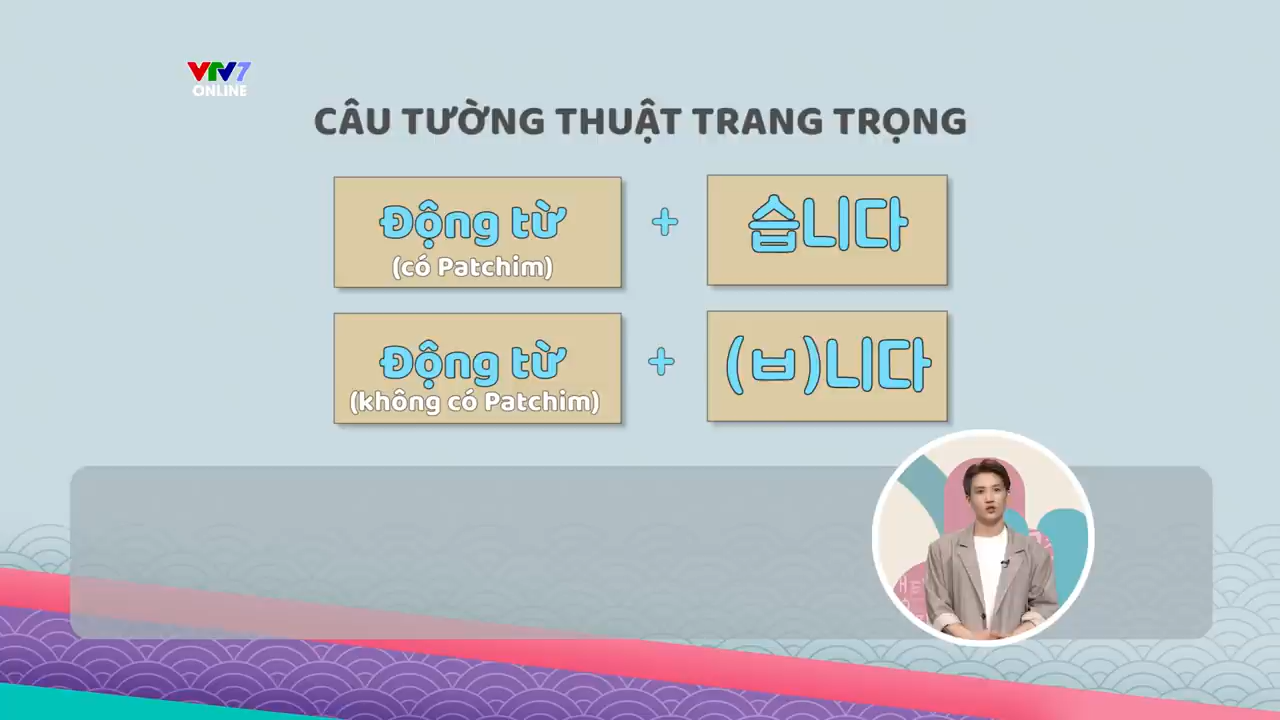 VTV7
ONLINE
CÂU TƯỜNG THUẬT TRANG TRỌNG
Động từ + 습니다
(có Patchim)
Động từ + (ㅂ)니다
(không có Patchim)